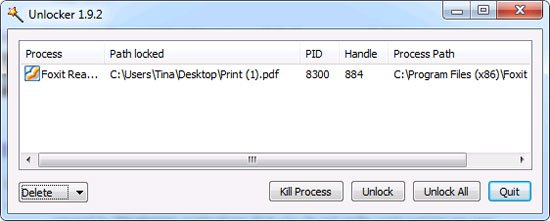 Unlocker 1.9.2
Process Path locked PID Handle Process Path
Foxit Rea... C:\Users\Tina\Desktop\Print (1).pdf 8300 884 C:\Program Files (x86)\Foxit
Delete Kill Process Unlock Unlock All Quit